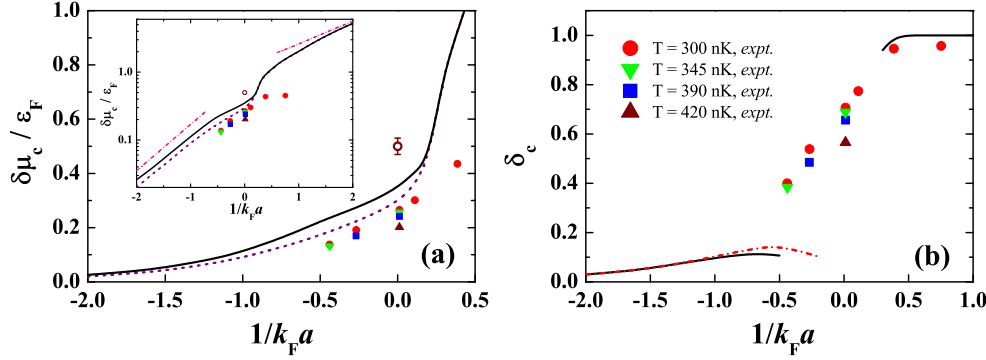 1.0
0.8
0.6
0.4
0.2
0.0
δμc / εF
-2.0 -1.5 -1.0 -0.5 0.0 0.5
1/kFa
(a)
1.0
0.1
δμc / εF
-2 -1 0 1 2
1/kFa
1.0
0.8
0.6
0.4
0.2
0.0
δc
T = 300 nK, expt.
T = 345 nK, expt.
T = 390 nK, expt.
T = 420 nK, expt.
(b)
-2.0 -1.5 -1.0 -0.5 0.0 0.5 1.0
1/kFa